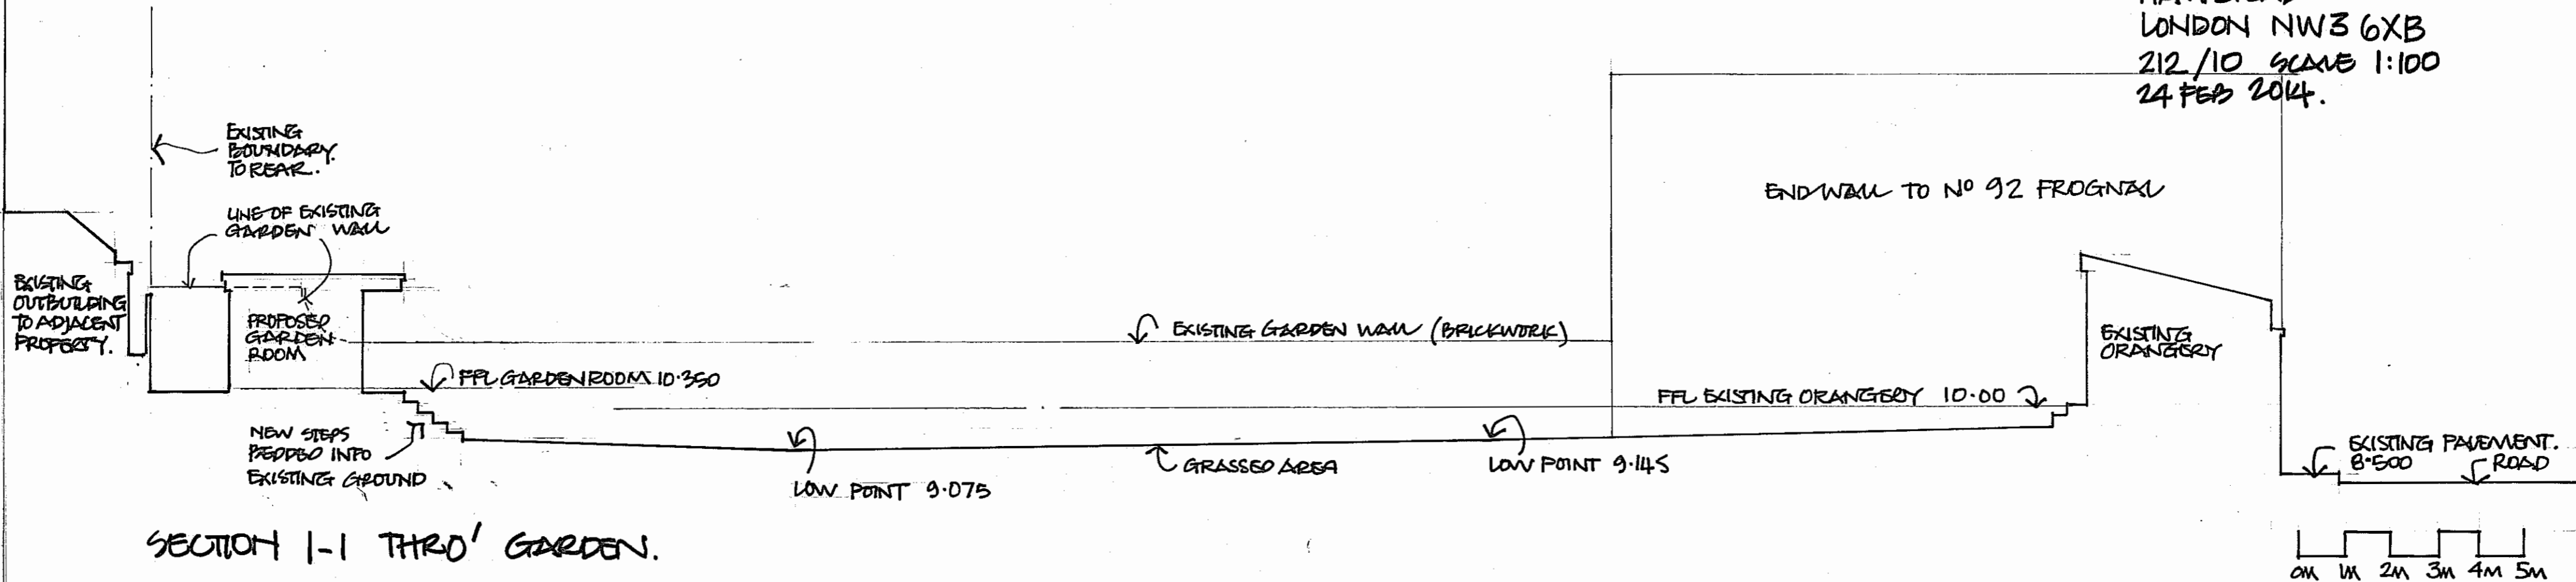 LONDON NW3 6XB
212/10 SCALE 1:100
24 FEB 2014.
EXISTING
BOUNDARY.
TO REAR.
LINE OF EXISTING
GARDEN WALL
END WALL TO Nº 92 FROGNAL
EXISTING
OUTBUILDING
TO ADJACENT
PROPERTY.
PROPOSED
GARDEN
ROOM
EXISTING GARDEN WALL (BRICKWORK)
EXISTING
ORANGERY
FFL GARDEN ROOM 10.350
FFL EXISTING ORANGERY 10.00
NEW STEPS
BEDDED INTO
EXISTING GROUND
LOW POINT 9.075
GRASSED AREA
LOW POINT 9.145
EXISTING PAVEMENT.
8.500
ROAD
SECTION 1-1 THRO' GARDEN.
0M 1M 2M 3M 4M 5M